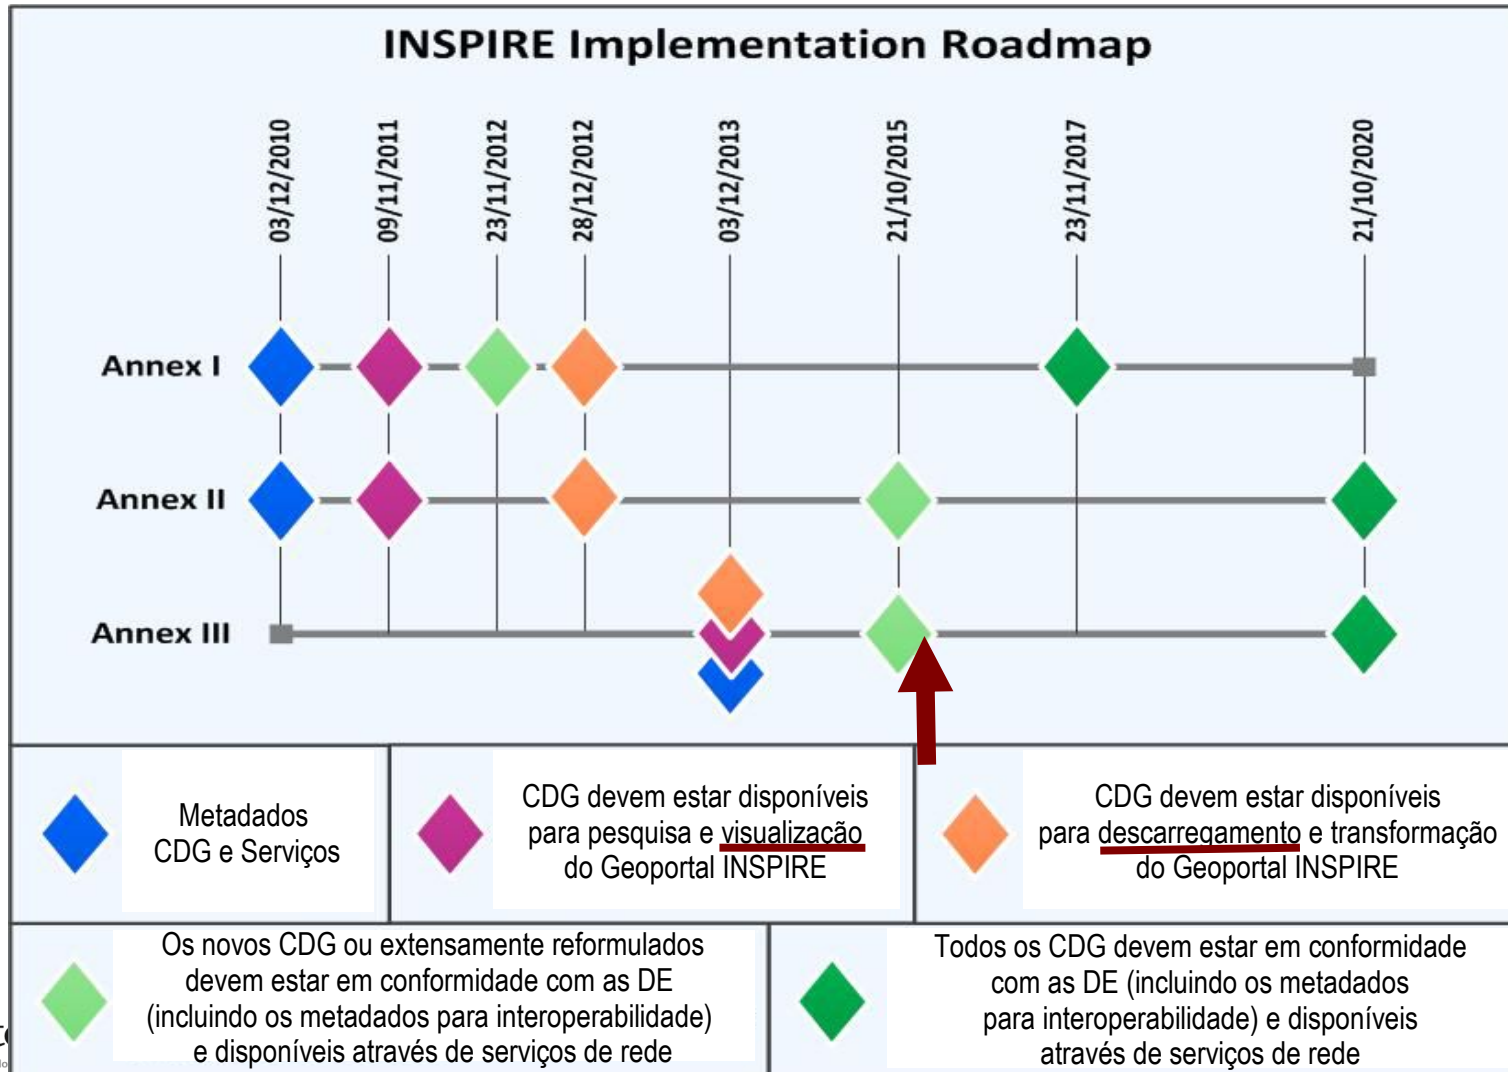 INSPIRE Implementation Roadmap
03/12/2010
09/11/2011
23/11/2012
28/12/2012
03/12/2013
21/10/2015
23/11/2017
21/10/2020
Annex I
Annex II
Annex III
Metadados
CDG e Serviços
CDG devem estar disponíveis
para pesquisa e visualização
do Geoportal INSPIRE
CDG devem estar disponíveis
para descarregamento e transformação
do Geoportal INSPIRE
Os novos CDG ou extensamente reformulados
devem estar em conformidade com as DE
(incluindo os metadados para interoperabilidade)
e disponíveis através de serviços de rede
Todos os CDG devem estar em conformidade
com as DE (incluindo os metadados
para interoperabilidade) e disponíveis
através de serviços de rede